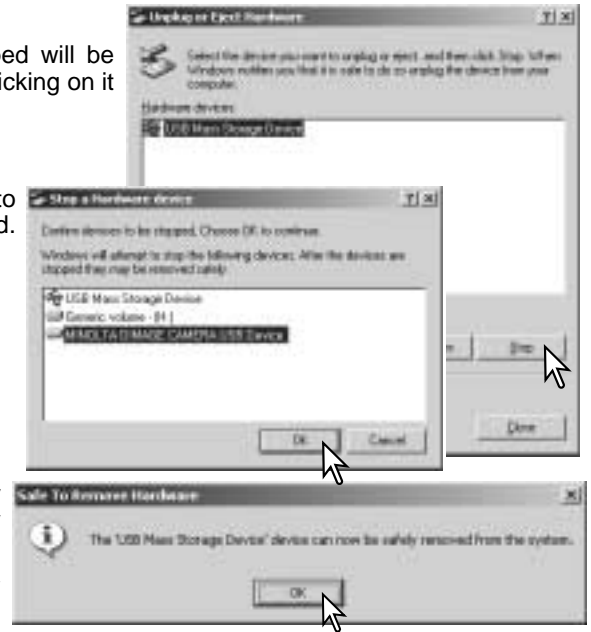 Unplug or Eject Hardware
ped will be
icking on it
Select the device you want to unplug or eject, and then click Stop. When
Windows notifies you that it is safe to do so unplug the device from your
computer.
Hardware devices:
USB Mass Storage Device
to
d.
Stop a Hardware device
Confirm devices to be stopped, Choose OK to continue.
Windows will attempt to stop the following devices. After the devices are
stopped they may be removed safely.
USB Mass Storage Device
Generic volume - (H:)
MINOLTA DIMAGE CAMERA USB Device
Stop
OK
Cancel
Close
Safe To Remove Hardware
The 'USB Mass Storage Device' device can now be safely removed from the system.
OK